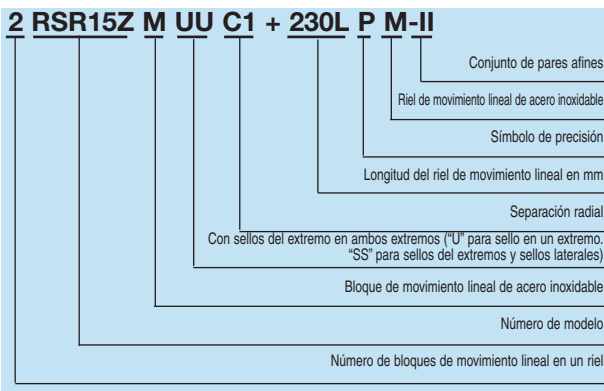 2 RSR15Z M UU C1 + 230L P M-II
Conjunto de pares afines
Riel de movimiento lineal de acero inoxidable
Símbolo de precisión
Longitud del riel de movimiento lineal en mm
Separación radial
Con sellos del extremo en ambos extremos ("U" para sello en un extremo.
"SS" para sellos del extremos y sellos laterales)
Bloque de movimiento lineal de acero inoxidable
Número de modelo
Número de bloques de movimiento lineal en un riel